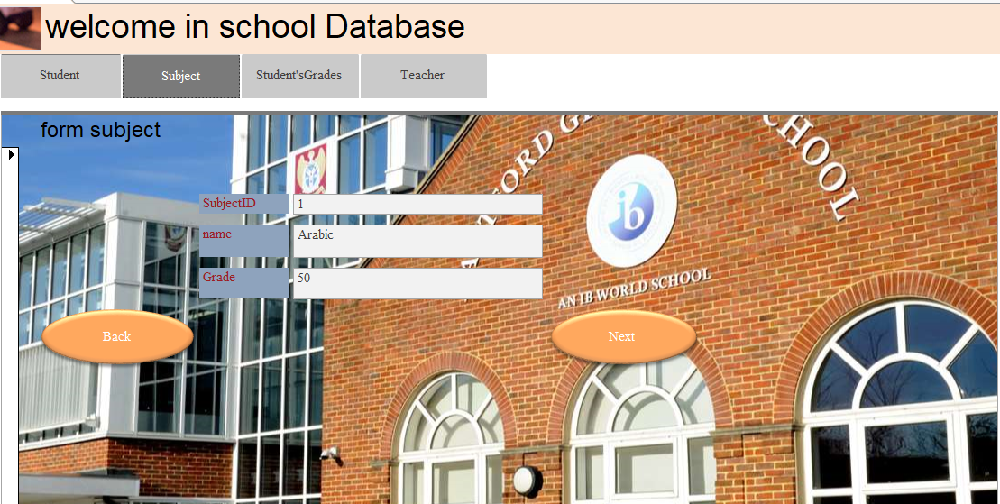 welcome in school Database
Student
Subject
Student'sGrades
Teacher
form subject
SubjectID
1
name
Arabic
Grade
50
Back
Next
SCHOOL
ib
AN IB WORLD SCHOOL